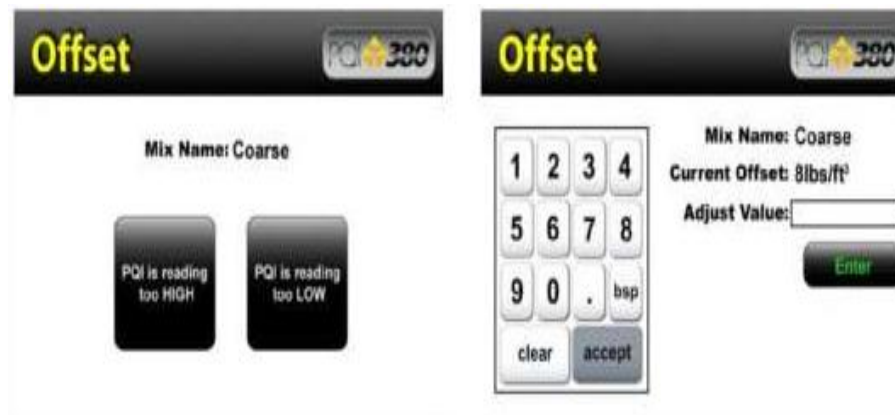 Offset
PQI 380
Mix Name: Coarse
PQI is reading
too HIGH
PQI is reading
too LOW
Offset
PQI 380
1 2 3 4
5 6 7 8
9 0 . bsp
clear accept
Mix Name: Coarse
Current Offset: 8lbs/ft³
Adjust Value:
Enter